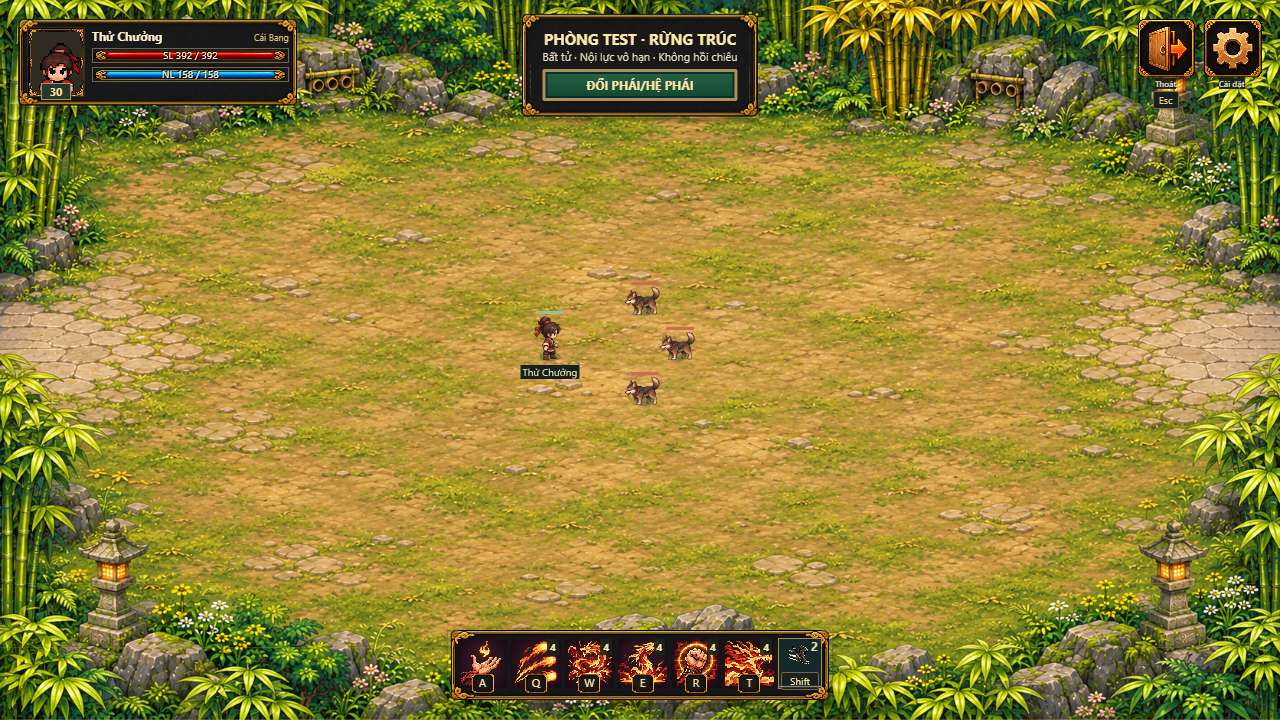 Thử Chưởng
Cái Bang
SL 392 / 392
NL 158 / 158
30
PHÒNG TEST - RỪNG TRÚC
Bất tử · Nội lực vô hạn · Không hồi chiêu
ĐỔI PHÁI/HỆ PHÁI
Thoát
Cài đặt
Esc
Thử Chưởng
4
4
4
4
4
2
A
Q
W
E
R
T
Shift